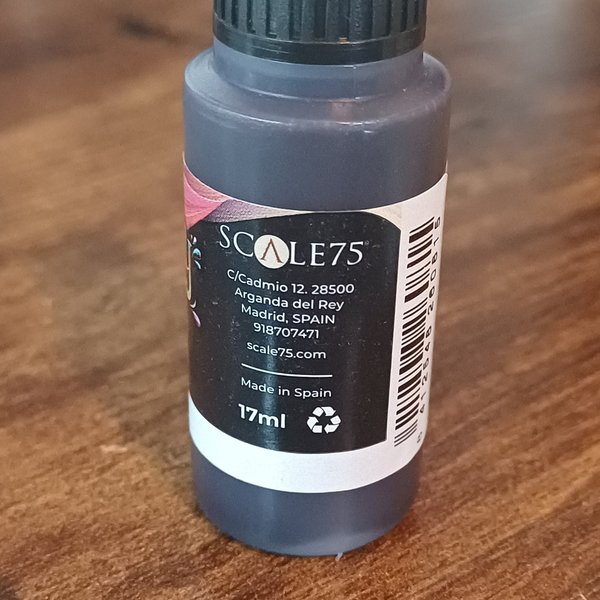 SCALE75
C/Cadmio 12. 28500
Arganda del Rey
Madrid, SPAIN
918707471
scale75.com
Made in Spain
17ml